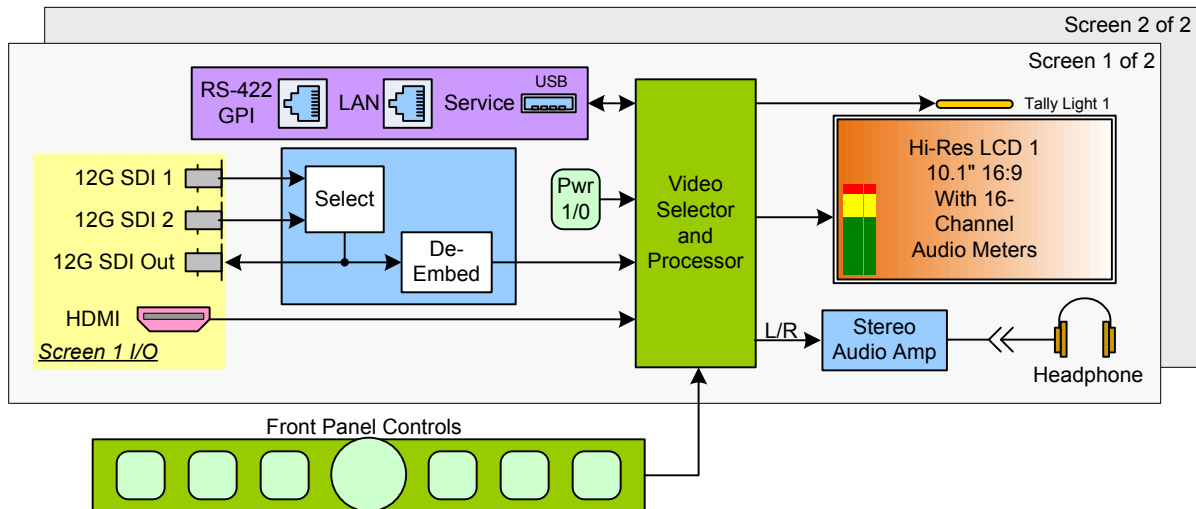 Screen 2 of 2
Screen 1 of 2
RS-422
GPI
LAN
Service
USB
Tally Light 1
12G SDI 1
12G SDI 2
12G SDI Out
HDMI
Screen 1 I/O
Select
De-
Embed
Pwr
1/0
Video
Selector
and
Processor
Hi-Res LCD 1
10.1" 16:9
With 16-
Channel
Audio Meters
L/R
Stereo
Audio Amp
Headphone
Front Panel Controls